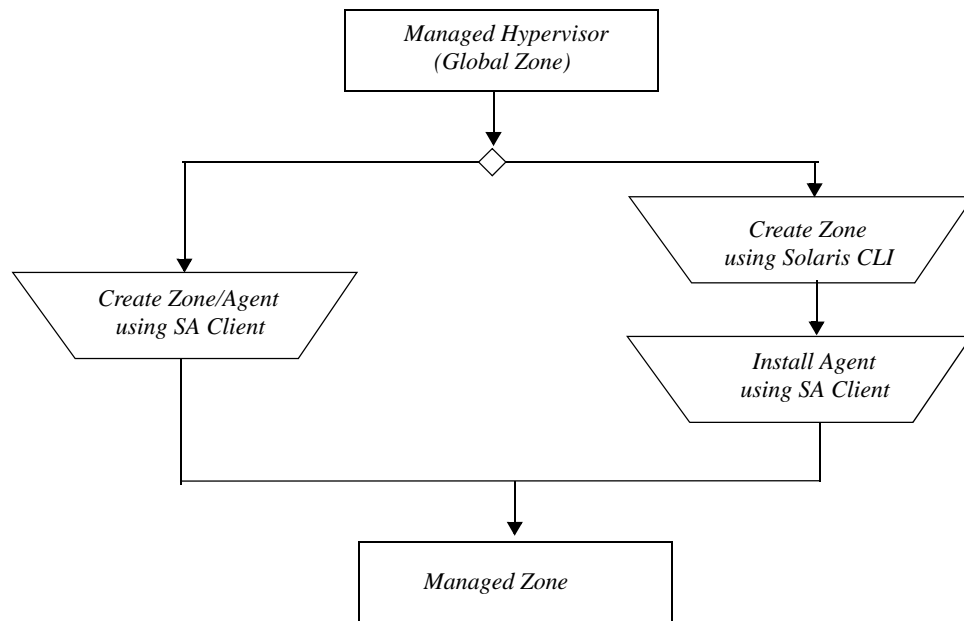 Managed Hypervisor
(Global Zone)
Create Zone
using Solaris CLI
Create Zone/Agent
using SA Client
Install Agent
using SA Client
Managed Zone